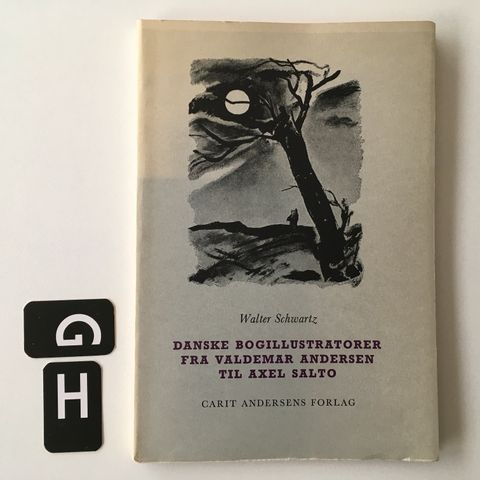 Walter Schwartz
DANSKE BOGILLUSTRATORER
FRA VALDEMAR ANDERSEN
TIL AXEL SALTO
CARIT ANDERSENS FORLAG
G
H